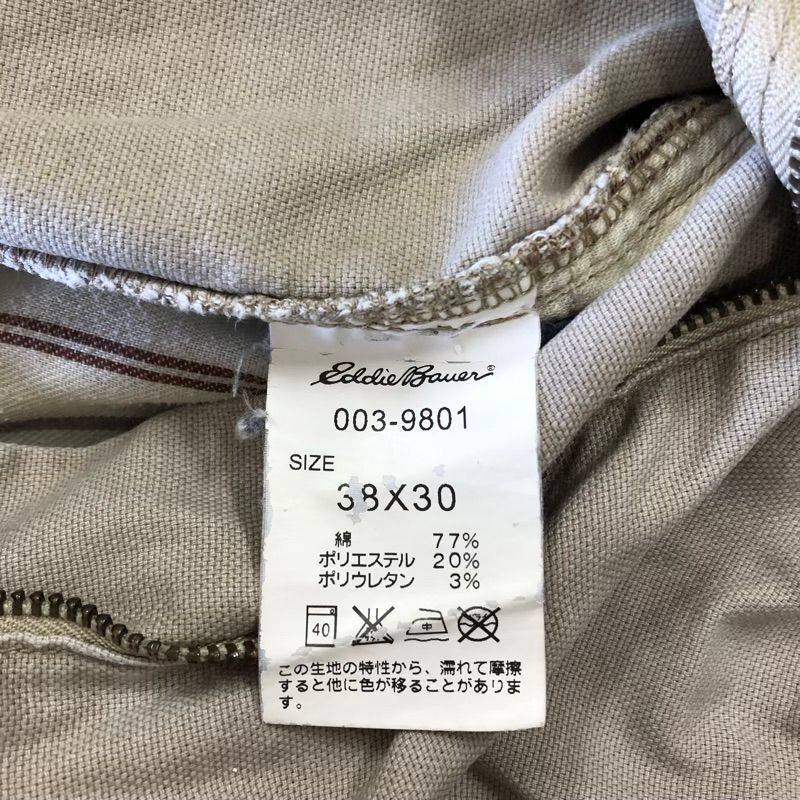 Eddie Bauer®
003-9801
SIZE
38X30
綿 77%
ポリエステル 20%
ポリウレタン 3%
40 中
この生地の特性から、濡れて摩擦
すると他に色が移ることがありま
す。